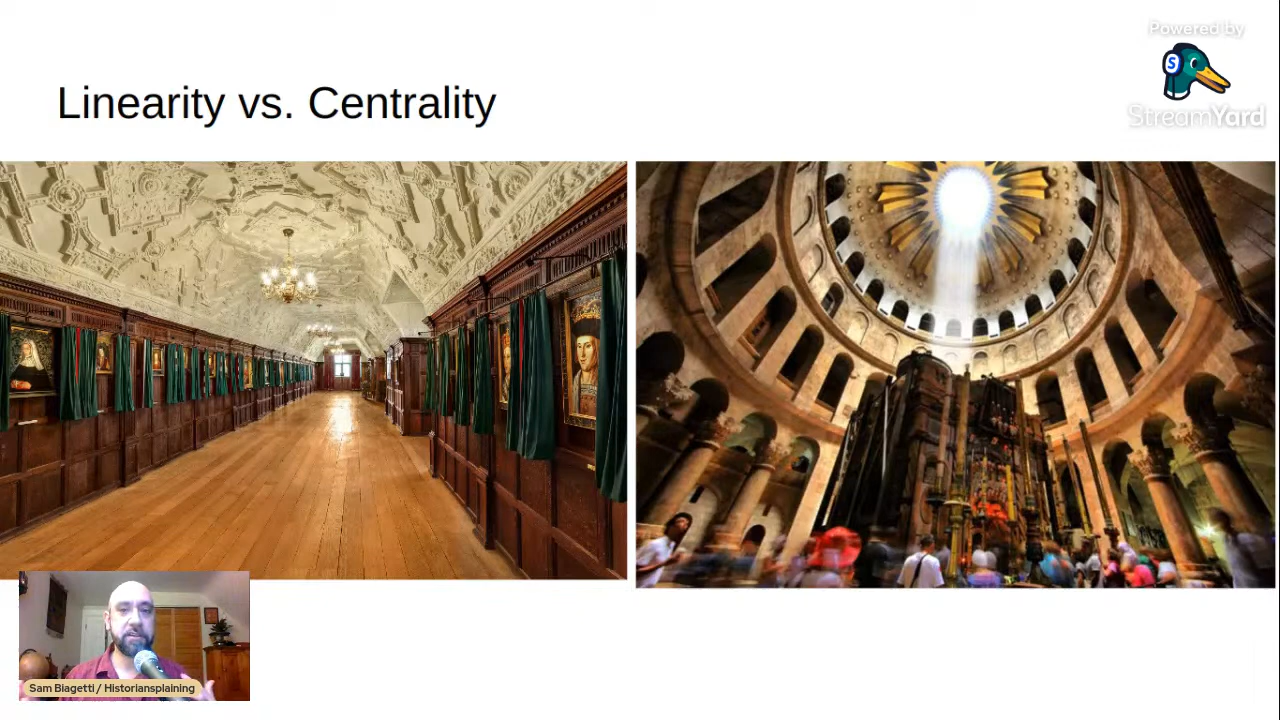 Powered by
S
StreamYard
Linearity vs. Centrality
Sam Biagetti / Historiansplaining